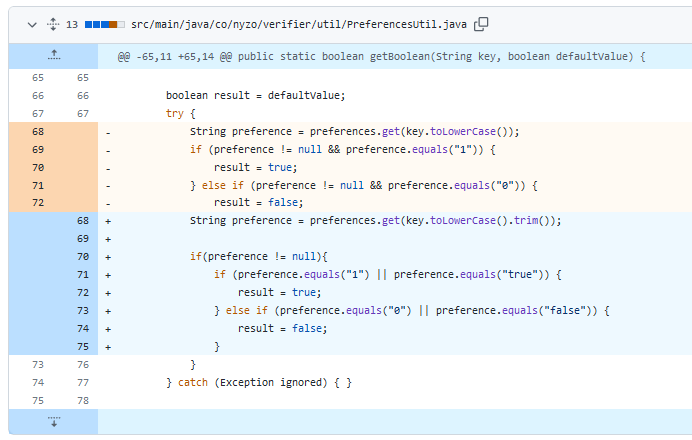 13 src/main/java/co/nyzo/verifier/util/PreferencesUtil.java
@@ -65,11 +65,14 @@ public static boolean getBoolean(String key, boolean defaultValue) {
65 65
66 66 boolean result = defaultValue;
67 67 try {
68 - String preference = preferences.get(key.toLowerCase());
69 - if (preference != null && preference.equals("1")) {
70 - result = true;
71 - } else if (preference != null && preference.equals("0")) {
72 - result = false;
68 + String preference = preferences.get(key.toLowerCase().trim());
69 +
70 + if(preference != null){
71 + if (preference.equals("1") || preference.equals("true")) {
72 + result = true;
73 + } else if (preference.equals("0") || preference.equals("false")) {
74 + result = false;
75 + }
73 76 }
74 77 } catch (Exception ignored) { }
75 78